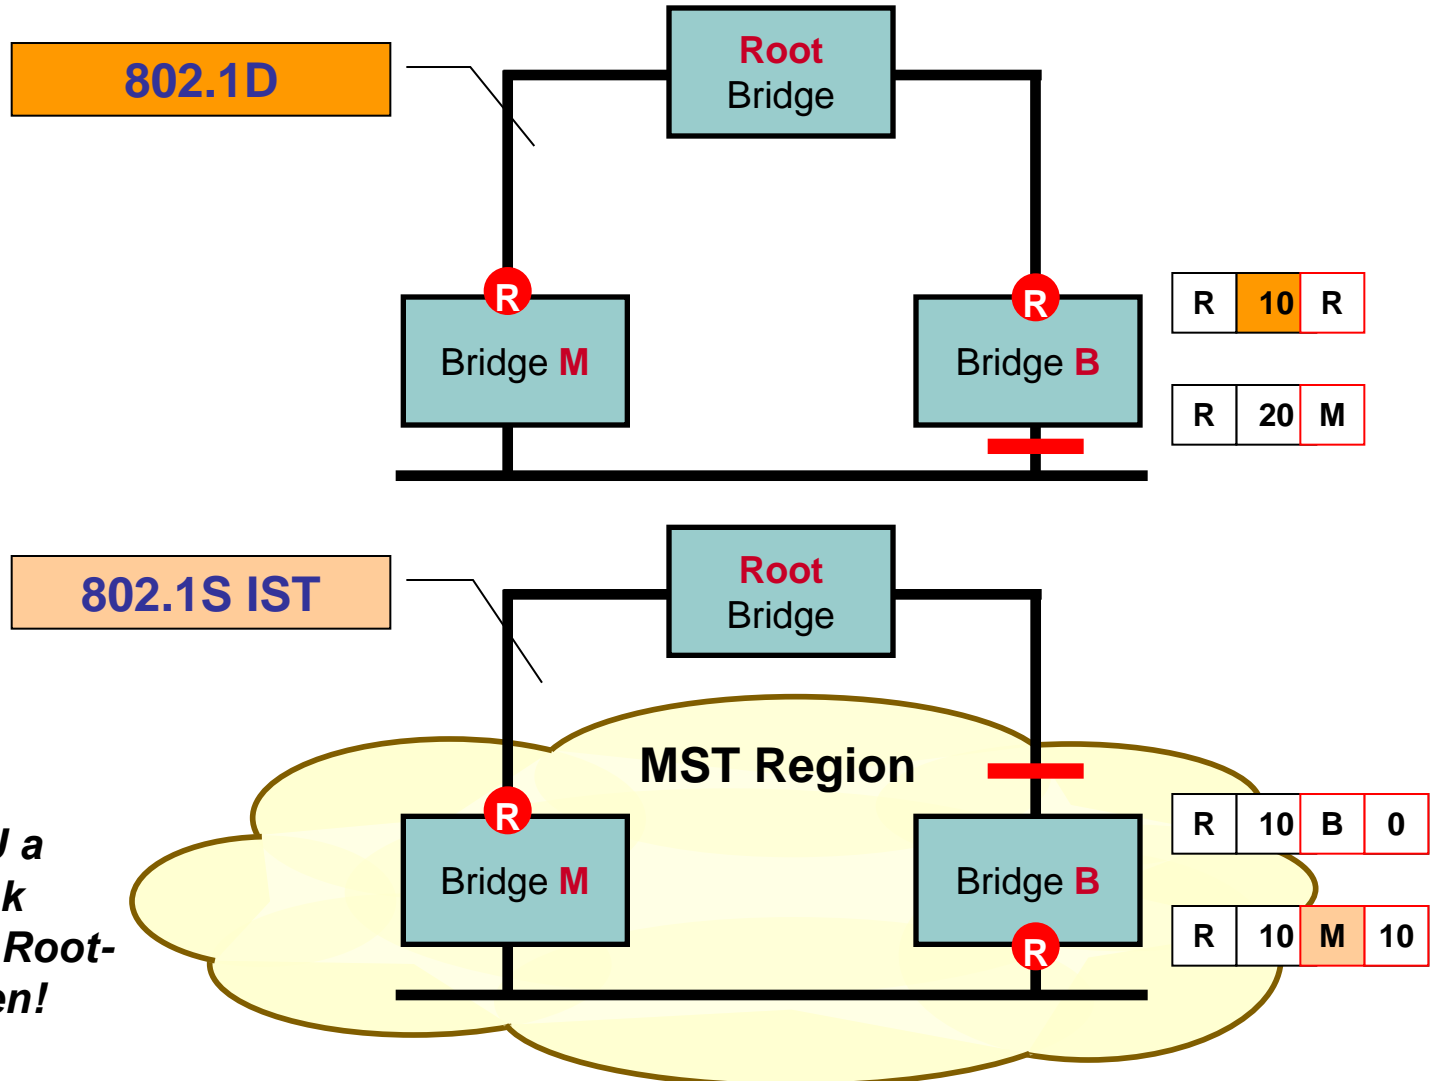 802.1D
Root
Bridge
R
R
Bridge M
Bridge B
R 10 R
R 20 M
802.1S IST
Root
Bridge
MST Region
R
Bridge M
Bridge B
R
R 10 B 0
R 10 M 10
a
Root-